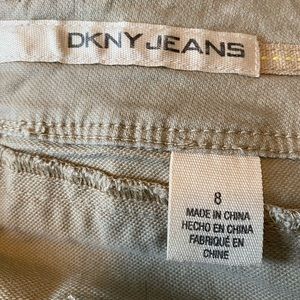 DKNY JEANS
8
MADE IN CHINA
HECHO EN CHINA
FABRIQUÉ EN
CHINE